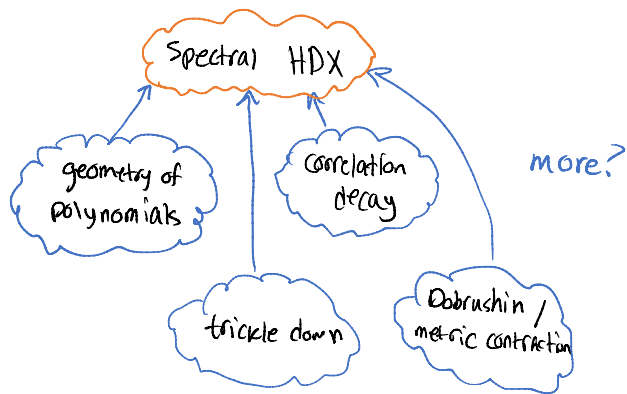 Spectral HDX
geometry of
polynomials
correlation
decay
more?
trickle down
Dobrushin /
metric contraction